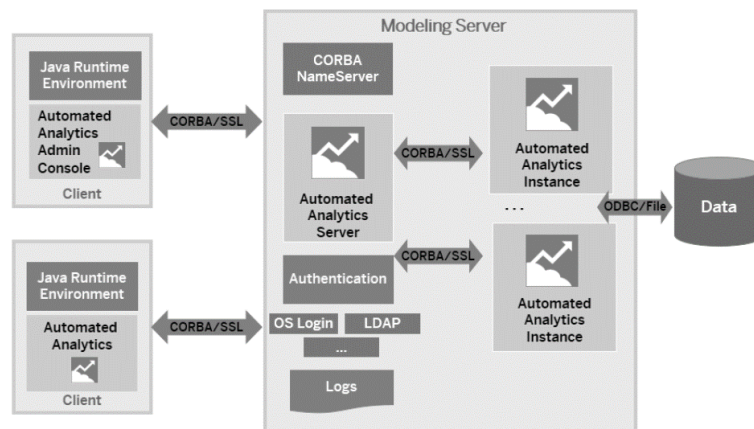 Modeling Server
Java Runtime
Environment
Automated
Analytics
Admin
Console
Client
CORBA/SSL
CORBA
NameServer
Automated
Analytics
Server
CORBA/SSL
Automated
Analytics
Instance
...
ODBC/File
Data
Java Runtime
Environment
Automated
Analytics
Client
CORBA/SSL
Authentication
OS Login
LDAP
...
Logs
CORBA/SSL
Automated
Analytics
Instance